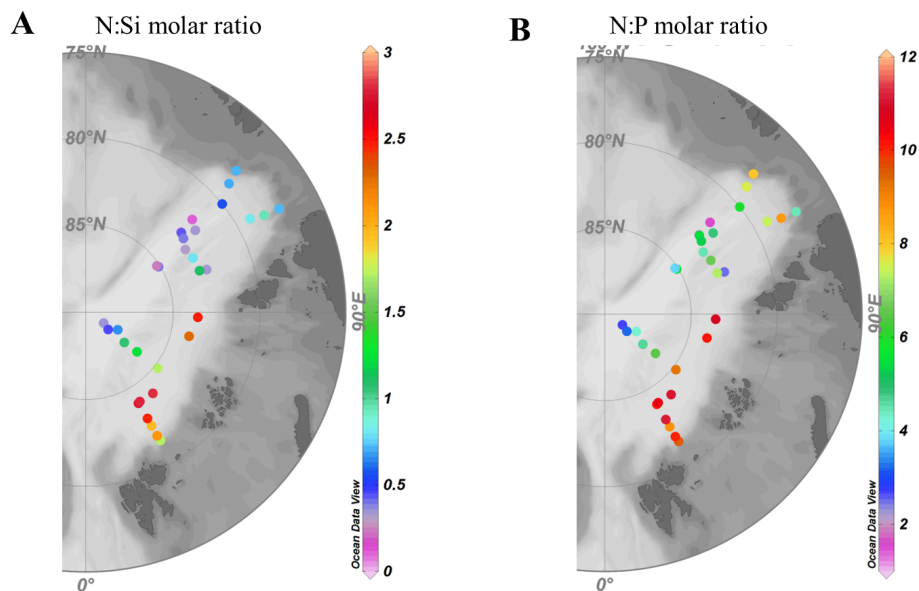 A N:Si molar ratio
75°N
80°N
85°N
90°E
0°
3
2.5
2
1.5
1
0.5
0
Ocean Data View
B N:P molar ratio
75°N
80°N
85°N
90°E
0°
12
10
8
6
4
2
Ocean Data View